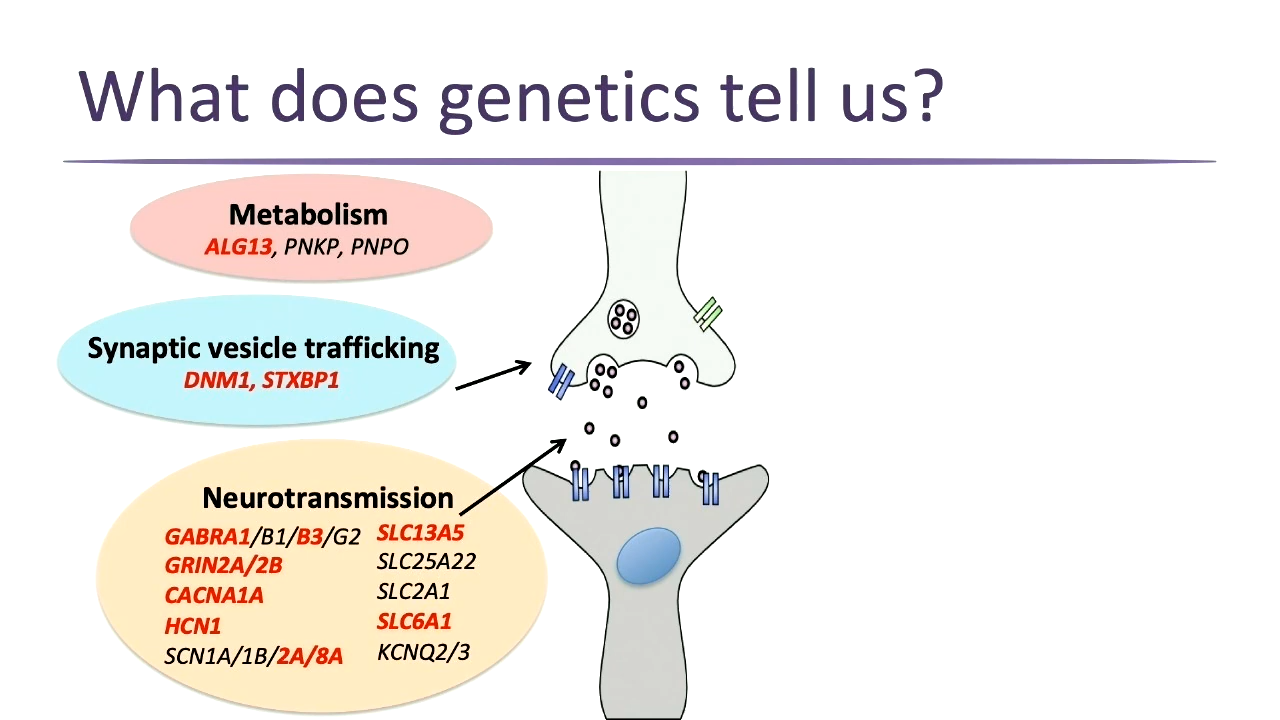 What does genetics tell us?
Metabolism
ALG13, PNKP, PNPO
Synaptic vesicle trafficking
DNM1, STXBP1
Neurotransmission
GABRA1/B1/B3/G2
GRIN2A/2B
CACNA1A
HCN1
SCN1A/1B/2A/8A
SLC13A5
SLC25A22
SLC2A1
SLC6A1
KCNQ2/3